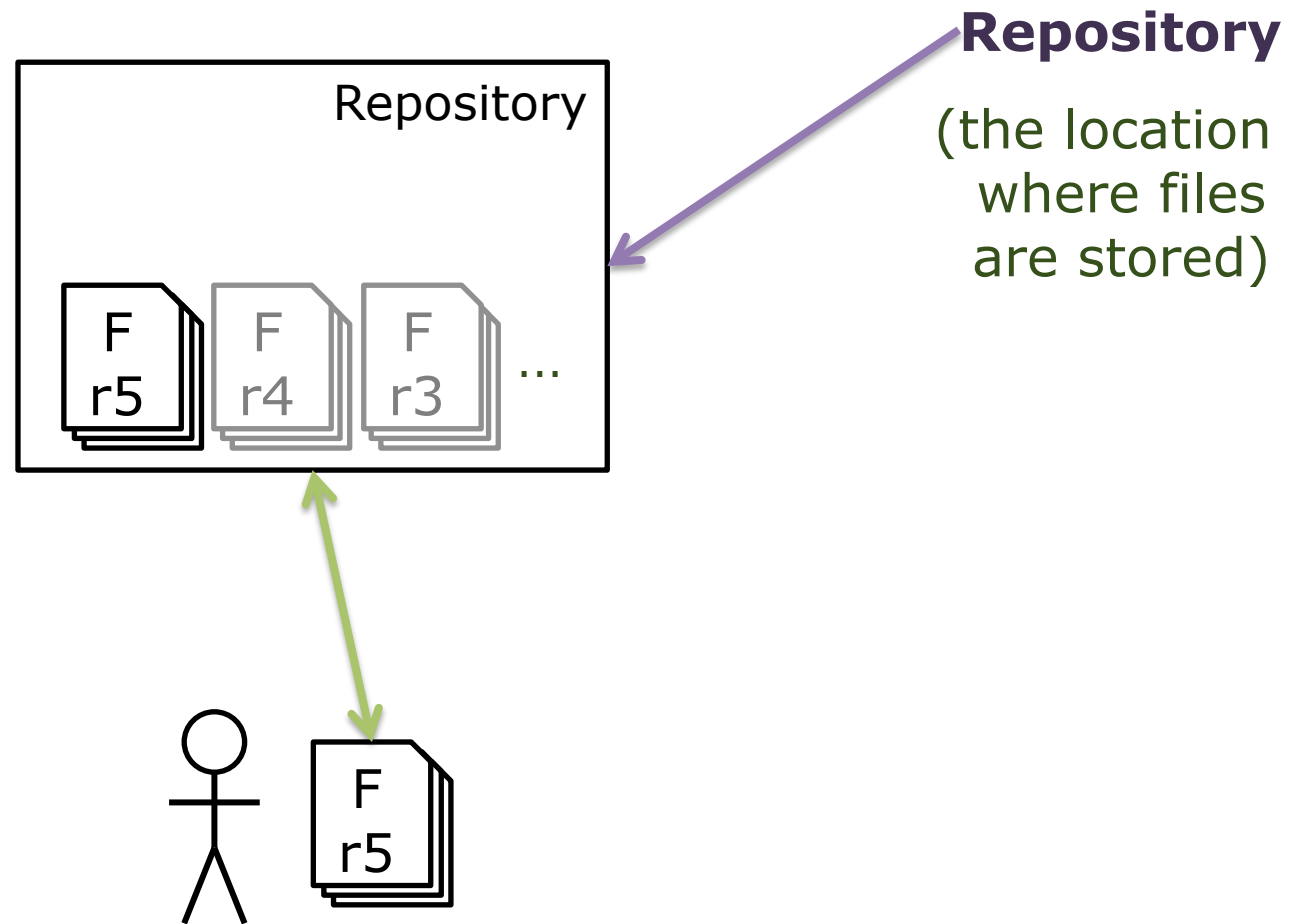 Repository
(the location
where files
are stored)
Repository
F
r5
F
r4
F
r3
...
F
r5